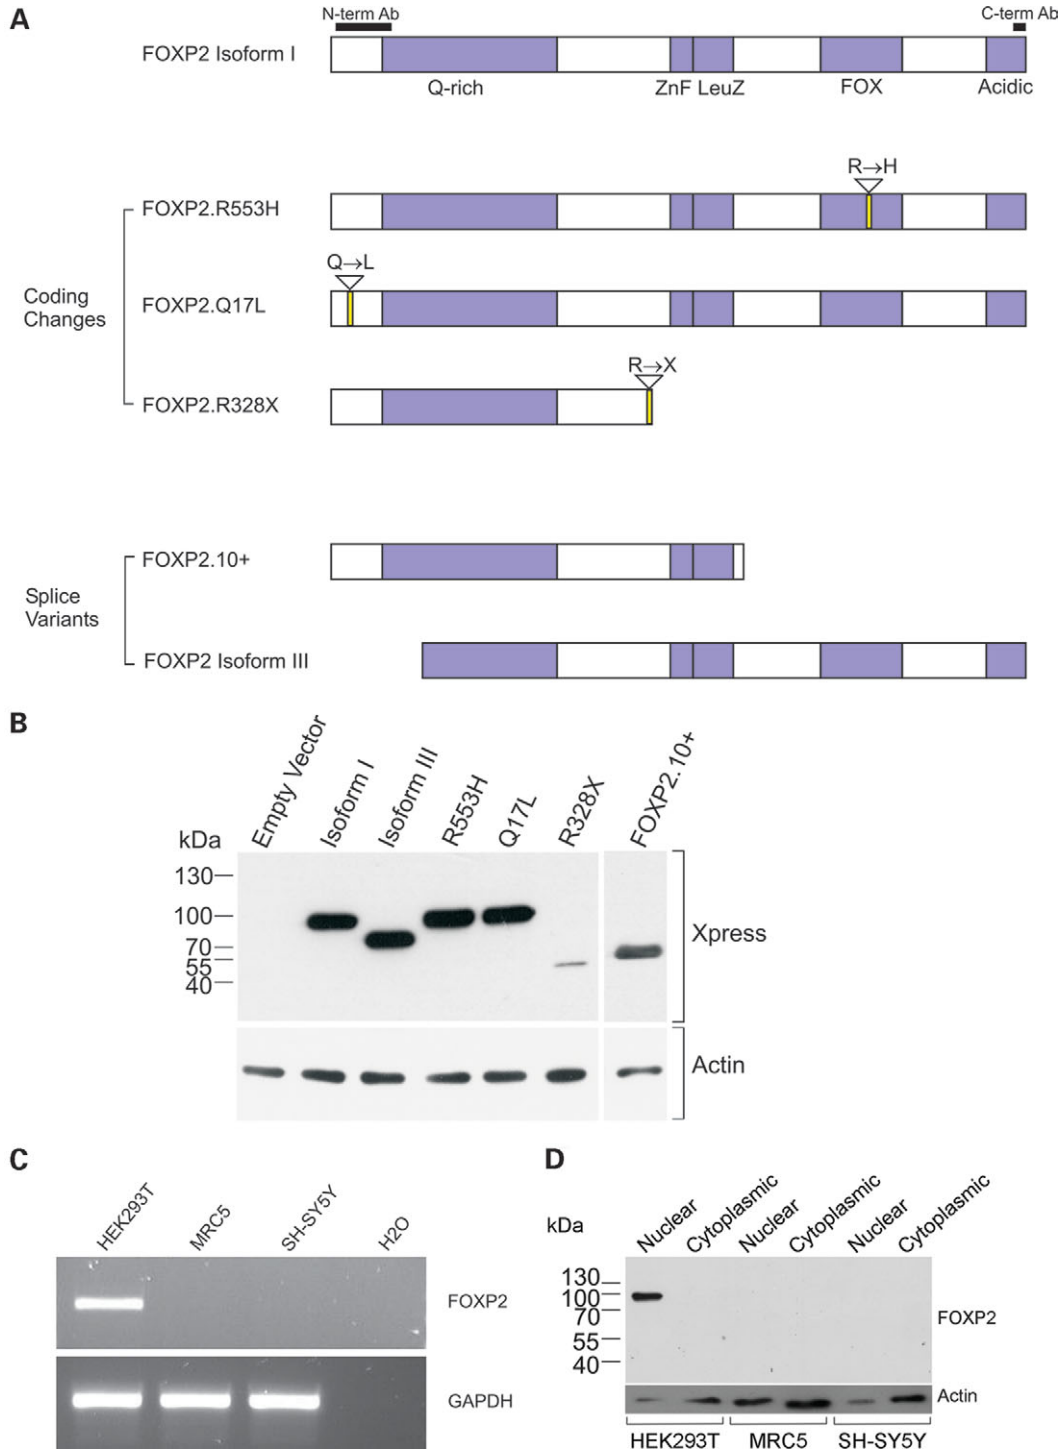 A
N-term Ab
C-term Ab
FOXP2 Isoform I
Q-rich
ZnF LeuZ
FOX
Acidic
R→H
FOXP2.R553H
Q→L
Coding
Changes
FOXP2.Q17L
R→X
FOXP2.R328X
FOXP2.10+
Splice
Variants
FOXP2 Isoform III
B
Empty Vector
Isoform I
Isoform III
R553H
Q17L
R328X
FOXP2.10+
kDa
130
100
70
55
40
Xpress
Actin
C
HEK293T
MRC5
SH-SY5Y
H2O
FOXP2
GAPDH
D
kDa
Nuclear
Cytoplasmic
Nuclear
Cytoplasmic
Nuclear
Cytoplasmic
130
100
70
55
40
FOXP2
Actin
HEK293T
MRC5
SH-SY5Y